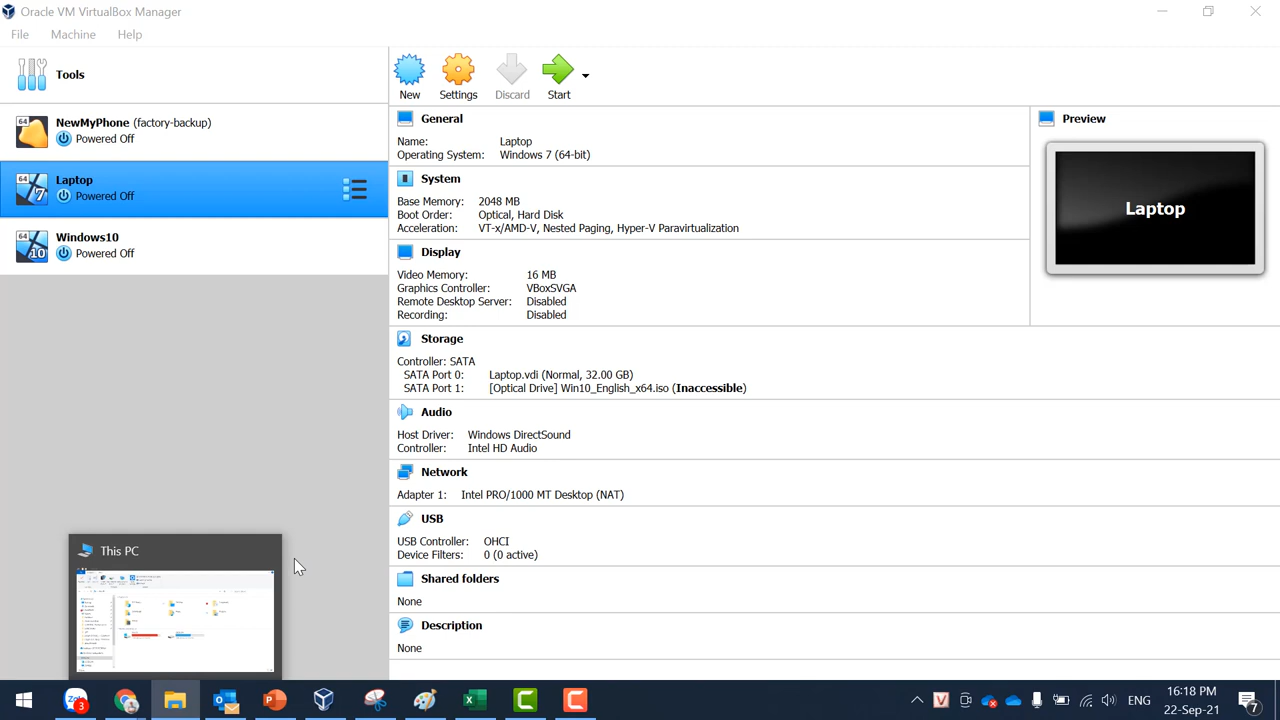 Oracle VM VirtualBox Manager
File Machine Help
Tools
New Settings Discard Start
NewMyPhone (factory-backup)
Powered Off
Laptop
Powered Off
Windows10
Powered Off
General
Name: Laptop
Operating System: Windows 7 (64-bit)
System
Base Memory: 2048 MB
Boot Order: Optical, Hard Disk
Acceleration: VT-x/AMD-V, Nested Paging, Hyper-V Paravirtualization
Display
Video Memory: 16 MB
Graphics Controller: VBoxSVGA
Remote Desktop Server: Disabled
Recording: Disabled
Storage
Controller: SATA
SATA Port 0: Laptop.vdi (Normal, 32.00 GB)
SATA Port 1: [Optical Drive] Win10_English_x64.iso (Inaccessible)
Audio
Host Driver: Windows DirectSound
Controller: Intel HD Audio
Network
Adapter 1: Intel PRO/1000 MT Desktop (NAT)
USB
USB Controller: OHCI
Device Filters: 0 (0 active)
Shared folders
None
Description
None
Preview
Laptop
This PC
ENG
16:18 PM
22-Sep-21